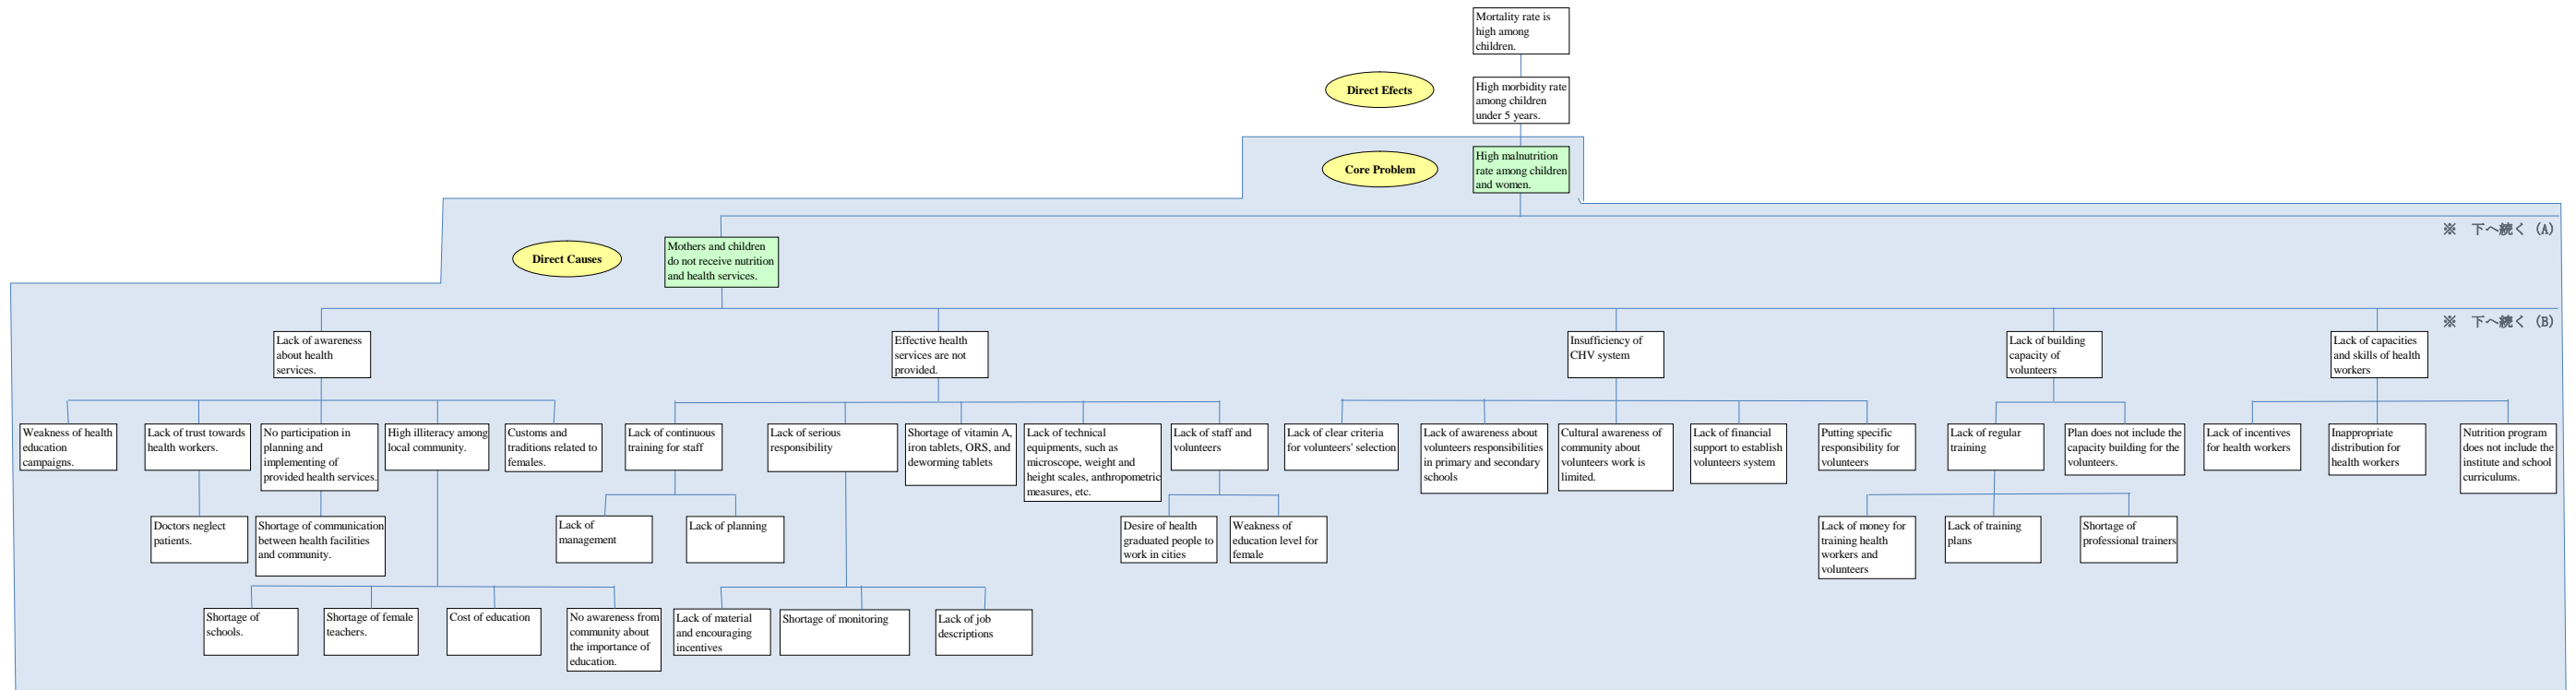 Mortality rate is
high among
children.
Direct Efects
High morbidity rate
among children
under 5 years.
Core Problem
High malnutrition
rate among children
and women.
※ 下へ続く (A)
Direct Causes
Mothers and children
do not receive nutrition
and health services.
※ 下へ続く (B)
Lack of awareness
about health
services.
Effective health
services are not
provided.
Insufficiency of
CHV system
Lack of building
capacity of
volunteers
Lack of capacities
and skills of health
workers
Weakness of health
education
campaigns.
Lack of trust towards
health workers.
No participation in
planning and
implementing of
provided health services.
High illiteracy among
local community.
Customs and
traditions related to
females.
Lack of continuous
training for staff
Lack of serious
responsibility
Shortage of vitamin A,
iron tablets, ORS, and
deworming tablets
Lack of technical
equipments, such as
microscope, weight and
height scales, anthropometric
measures, etc.
Lack of staff and
volunteers
Lack of clear criteria
for volunteers' selection
Lack of awareness about
volunteers responsibilities
in primary and secondary
schools
Cultural awareness of
community about
volunteers work is
limited.
Lack of financial
support to establish
volunteers system
Putting specific
responsibility for
volunteers
Lack of regular
training
Plan does not include the
capacity building for the
volunteers.
Lack of incentives
for health workers
Inappropriate
distribution for
health workers
Nutrition program
does not include the
institute and school
curriculums.
Doctors neglect
patients.
Shortage of communication
between health facilities
and community.
Lack of
management
Lack of planning
Desire of health
graduated people to
work in cities
Weakness of
education level for
female
Lack of money for
training health
workers and
volunteers
Lack of training
plans
Shortage of
professional trainers
Shortage of
schools.
Shortage of female
teachers.
Cost of education
No awareness from
community about
the importance of
education.
Lack of material
and encouraging
incentives
Shortage of monitoring
Lack of job
descriptions